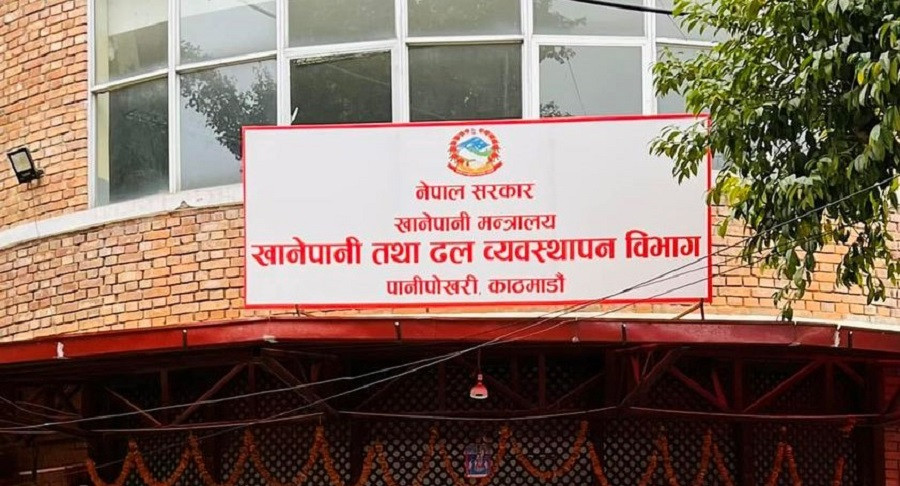 नेपाल सरकार
खानेपानी मन्त्रालय
खानेपानी तथा ढल व्यवस्थापन विभाग
पानीपोखरी, काठमाडौं